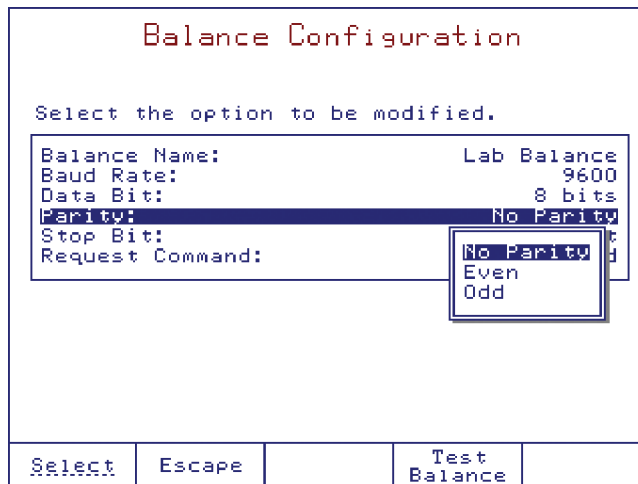 Balance Configuration
Select the option to be modified.
Balance Name: Lab Balance
Baud Rate: 9600
Data Bit: 8 bits
Parity: No Parity
Stop Bit:
Request Command:
No Parity
Even
Odd
Select Escape Test Balance